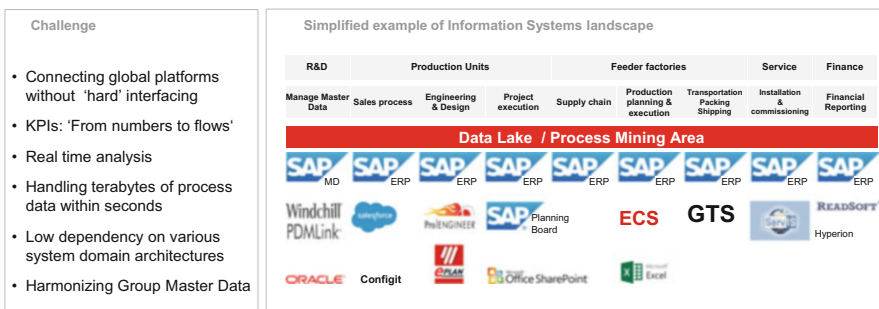 Challenge
• Connecting global platforms
without 'hard' interfacing
• KPIs: 'From numbers to flows'
• Real time analysis
• Handling terabytes of process
data within seconds
• Low dependency on various
system domain architectures
• Harmonizing Group Master Data
Simplified example of Information Systems landscape
R&D Production Units Feeder factories Service Finance
Manage Master
Data
Sales process
Engineering
& Design
Project
execution
Supply chain
Production
planning &
execution
Transportation
Packing
Shipping
Installation
&
commissioning
Financial
Reporting
Data Lake / Process Mining Area
SAP MD SAP ERP SAP ERP SAP ERP SAP ERP SAP ERP SAP ERP SAP ERP SAP ERP
Windchill
PDMLink
salesforce
Pro/ENGINEER
SAP Planning
Board
ECS
GTS
ServIS
READSOFT
Hyperion
ORACLE
Configit
EPLAN
Microsoft
Office SharePoint
Microsoft
Excel